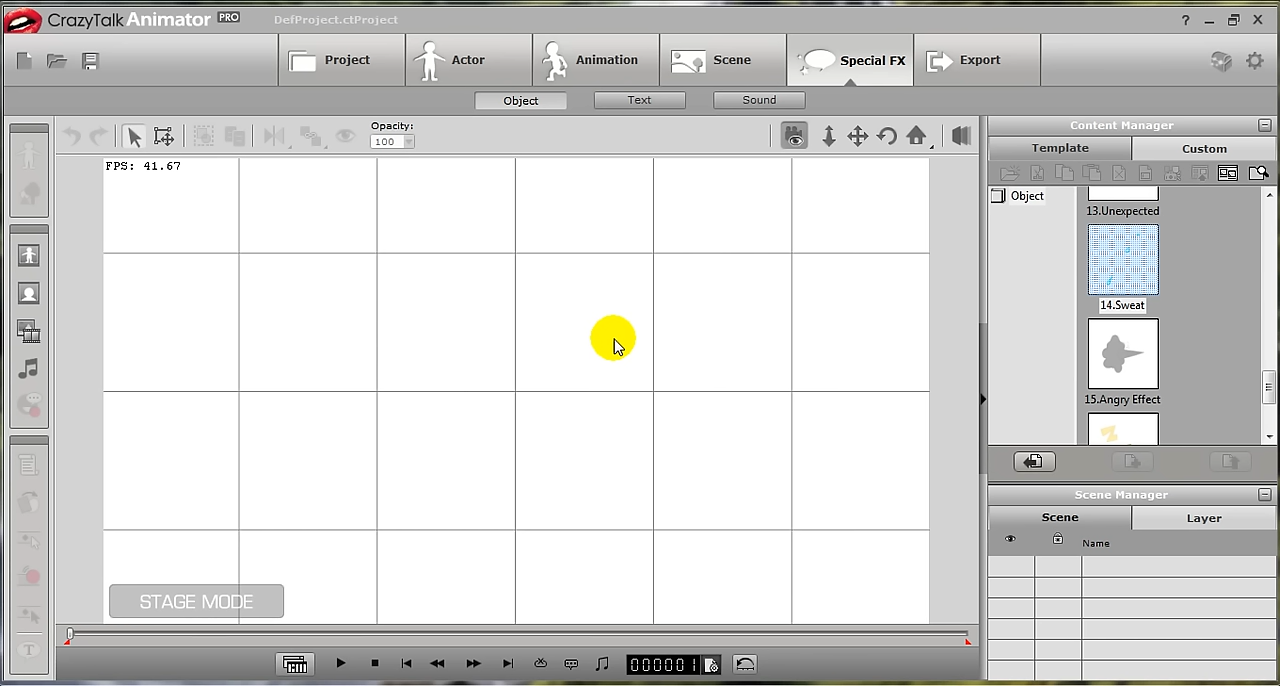 CrazyTalk Animator PRO DefProject.ctProject ?
Project Actor Animation Scene Special FX Export
Object Text Sound
Opacity:
100
FPS: 41.67
STAGE MODE
000001
Content Manager
Template Custom
Object
13.Unexpected
14.Sweat
15.Angry Effect
Scene Manager
Scene Layer
Name
T